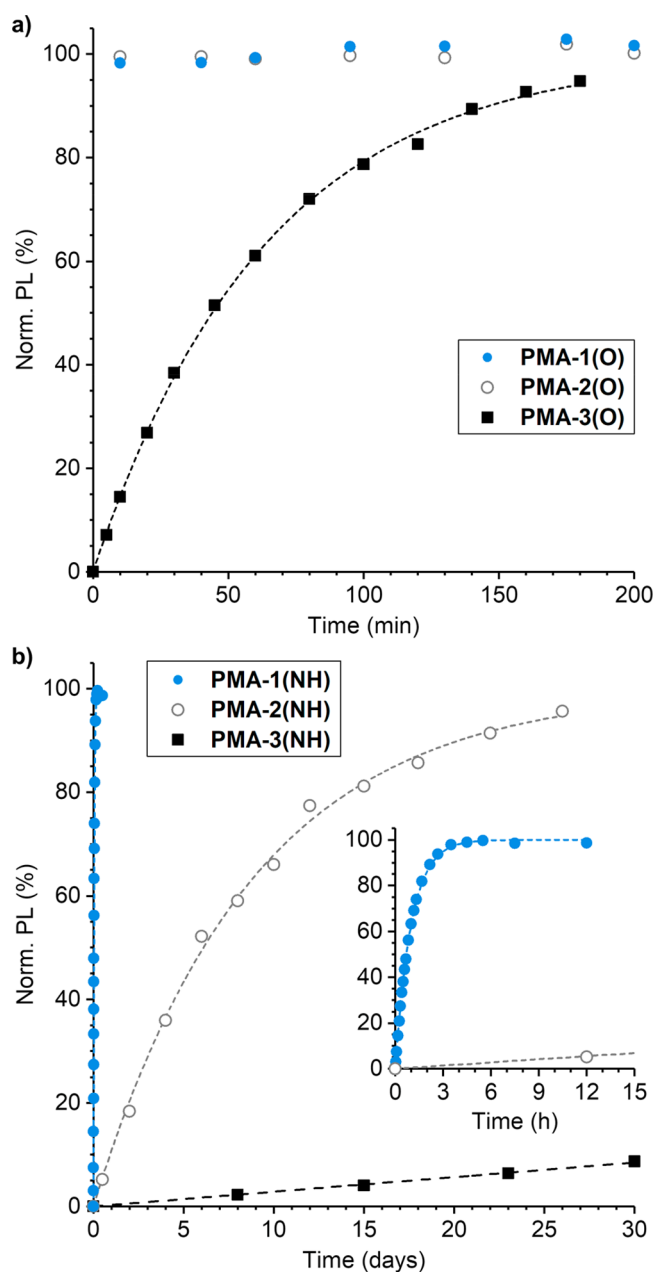 a)
100
80
60
40
20
0
Norm. PL (%)
PMA-1(O)
PMA-2(O)
PMA-3(O)
0 50 100 160 200
Time (min)
b)
100
80
60
40
20
0
Norm. PL (%)
PMA-1(NH)
PMA-2(NH)
PMA-3(NH)
100
80
60
40
20
0
0 3 6 9 12 15
Time (h)
0 5 10 15 23 30
Time (days)